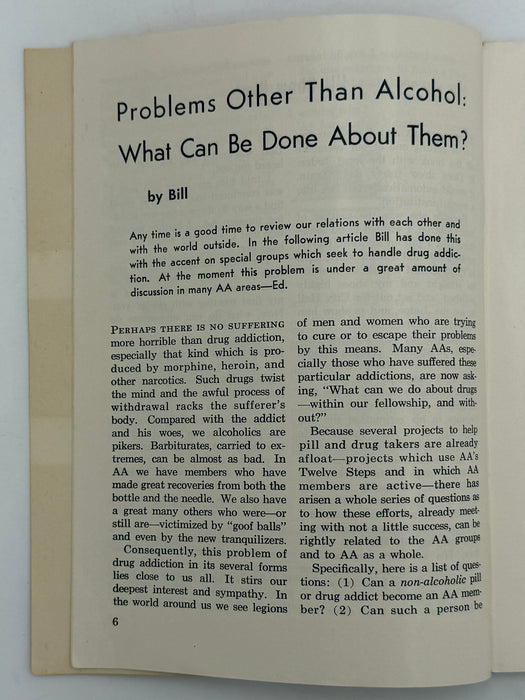 Problems Other Than Alcohol:
What Can Be Done About Them?
by Bill
Any time is a good time to review our relations with each other and
with the world outside. In the following article Bill has done this
with the accent on special groups which seek to handle drug addic-
tion. At the moment this problem is under a great amount of
discussion in many AA areas—Ed.
PERHAPS THERE IS NO SUFFERING
more horrible than drug addiction,
especially that kind which is pro-
duced by morphine, heroin, and
other narcotics. Such drugs twist
the mind and the awful process of
withdrawal racks the sufferer's
body. Compared with the addict
and his woes, we alcoholics are
pikers. Barbiturates, carried to ex-
tremes, can be almost as bad. In
AA we have members who have
made great recoveries from both the
bottle and the needle. We also have
a great many others who were—or
still are—victimized by "goof balls"
and even by the new tranquilizers.
Consequently, this problem of
drug addiction in its several forms
lies close to us all. It stirs our
deepest interest and sympathy. In
the world around us we see legions
of men and women who are trying
to cure or to escape their problems
by this means. Many AAs, espe-
cially those who have suffered these
particular addictions, are now ask-
ing, "What can we do about drugs
—within our fellowship, and with-
out?"
Because several projects to help
pill and drug takers are already
afloat—projects which use AA's
Twelve Steps and in which AA
members are active—there has
arisen a whole series of questions as
to how these efforts, already meet-
ing with not a little success, can be
rightly related to the AA groups
and to AA as a whole.
Specifically, here is a list of ques-
tions: (1) Can a non-alcoholic pill
or drug addict become an AA mem-
ber? (2) Can such a person be
6